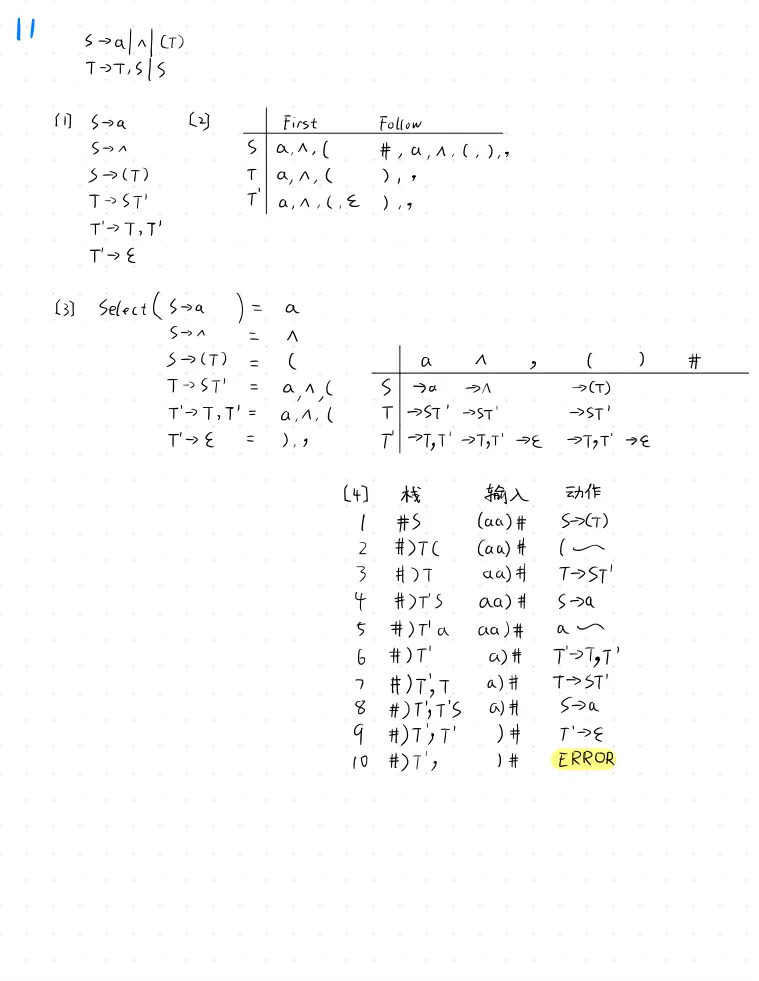 11
S→a|∧|(T)
T→T,S|S
[1] S→a
S→∧
S→(T)
T→ST'
T'→T,T'
T'→ε
[2] First Follow
S a,∧,( #,a,∧,(,),,
T a,∧,( ),,
T' a,∧,(,ε ),,
[3] Select(S→a) = a
S→∧ = ∧
S→(T) = (
T→ST' = a,∧,(
T'→T,T' = a,∧,(
T'→ε = ),,
a ∧ , ( ) #
S →a →∧ →(T)
T →ST' →ST' →ST'
T' →T,T' →T,T' →ε →T,T' →ε
[4] 栈 输入 动作
1 #S (aa)# S→(T)
2 #)T( (aa)# (
3 #)T aa)# T→ST'
4 #)T'S aa)# S→a
5 #)T'a aa)# a
6 #)T' a)# T'→T,T'
7 #)T',T a)# T→ST'
8 #)T',T'S a)# S→a
9 #)T',T' )# T'→ε
10 #)T', )# ERROR